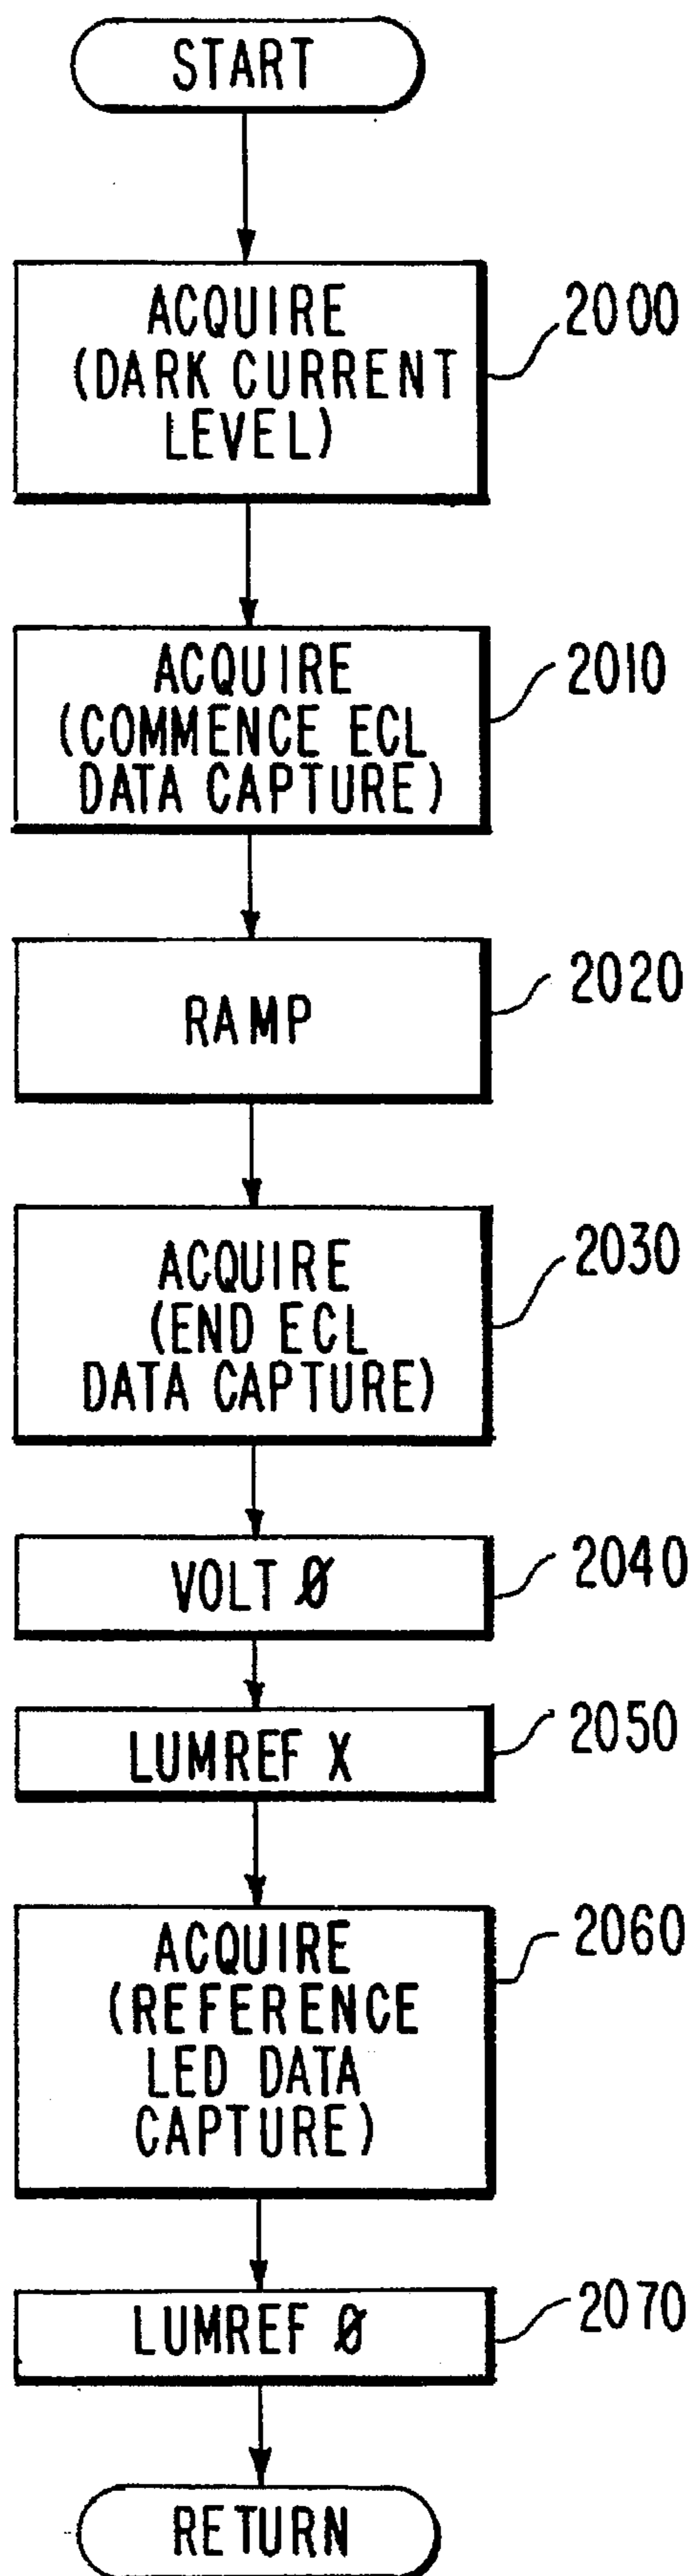 START
ACQUIRE
(DARK CURRENT
LEVEL)
2000
ACQUIRE
(COMMENCE ECL
DATA CAPTURE)
2010
RAMP
2020
ACQUIRE
(END ECL
DATA CAPTURE)
2030
VOLT Ø
2040
LUMREF X
2050
ACQUIRE
(REFERENCE
LED DATA
CAPTURE)
2060
LUMREF Ø
2070
RETURN